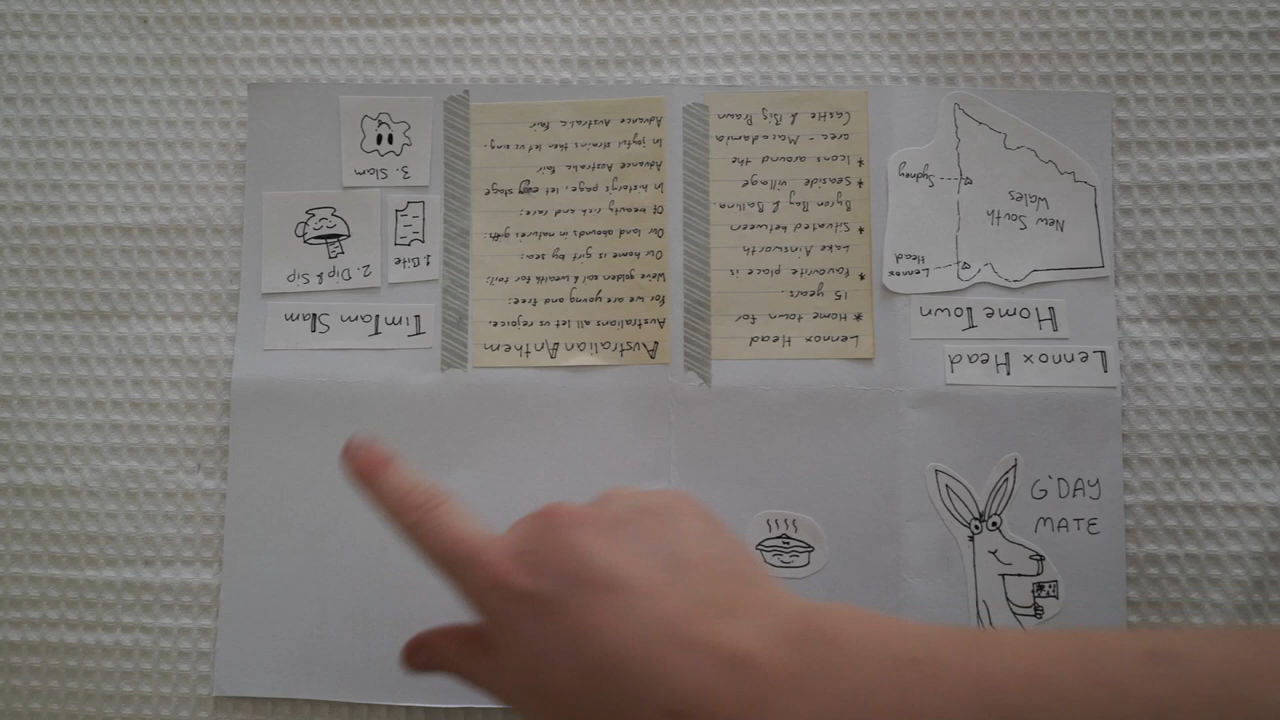 Lennox Head
Home Town
New South
Wales
Lennox
Head
Sydney
Lennox Head
* Home town for
15 years.
* favourite place is
Lake Ainsworth
* Situated between
Byron Bay & Ballina.
* Seaside village
* Icons around the
area - Macadamia
Castle & Big Prawn
Australian Anthem
Australians all let us rejoice,
For we are young and free;
We've golden soil & wealth for toil;
Our home is girt by sea;
Our land abounds in natures gifts
Of beauty rich and rare;
In history's page, let every stage
Advance Australia fair
In joyful strains then let us sing,
Advance Australia fair
TimTam Slam
1. Bite
2. Dip & Sip
3. Slam
G'DAY
MATE